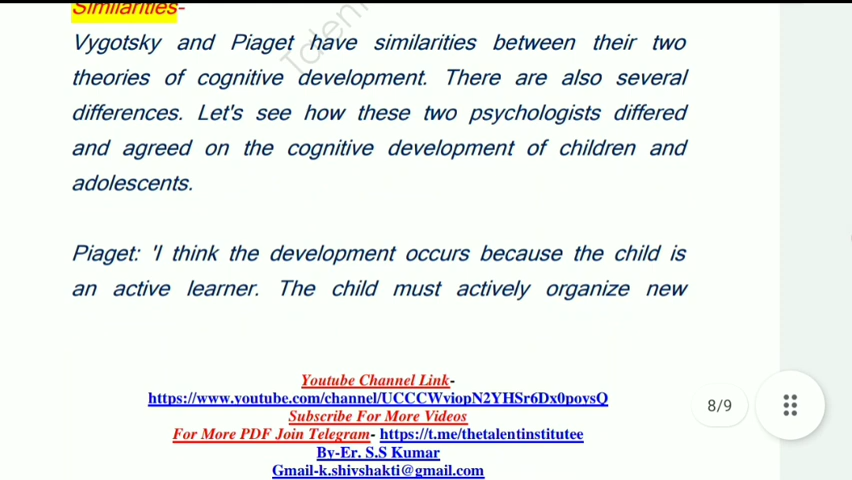 Similarities-
Vygotsky and Piaget have similarities between their two
theories of cognitive development. There are also several
differences. Let's see how these two psychologists differed
and agreed on the cognitive development of children and
adolescents.
Piaget: 'I think the development occurs because the child is
an active learner. The child must actively organize new
Youtube Channel Link-
https://www.youtube.com/channel/UCCCWviopN2YHSr6Dx0povsQ
Subscribe For More Videos
For More PDF Join Telegram- https://t.me/thetalentinstitutee
By-Er. S.S Kumar
Gmail-k.shivshakti@gmail.com
8/9